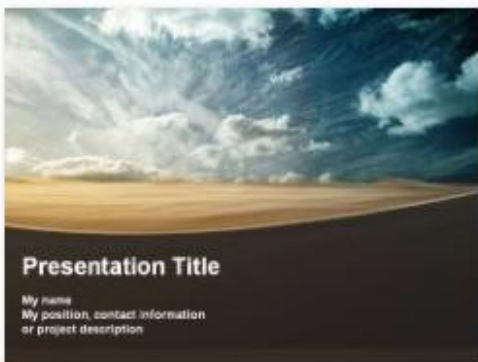 Presentation Title
My name
My position, contact information
or project description